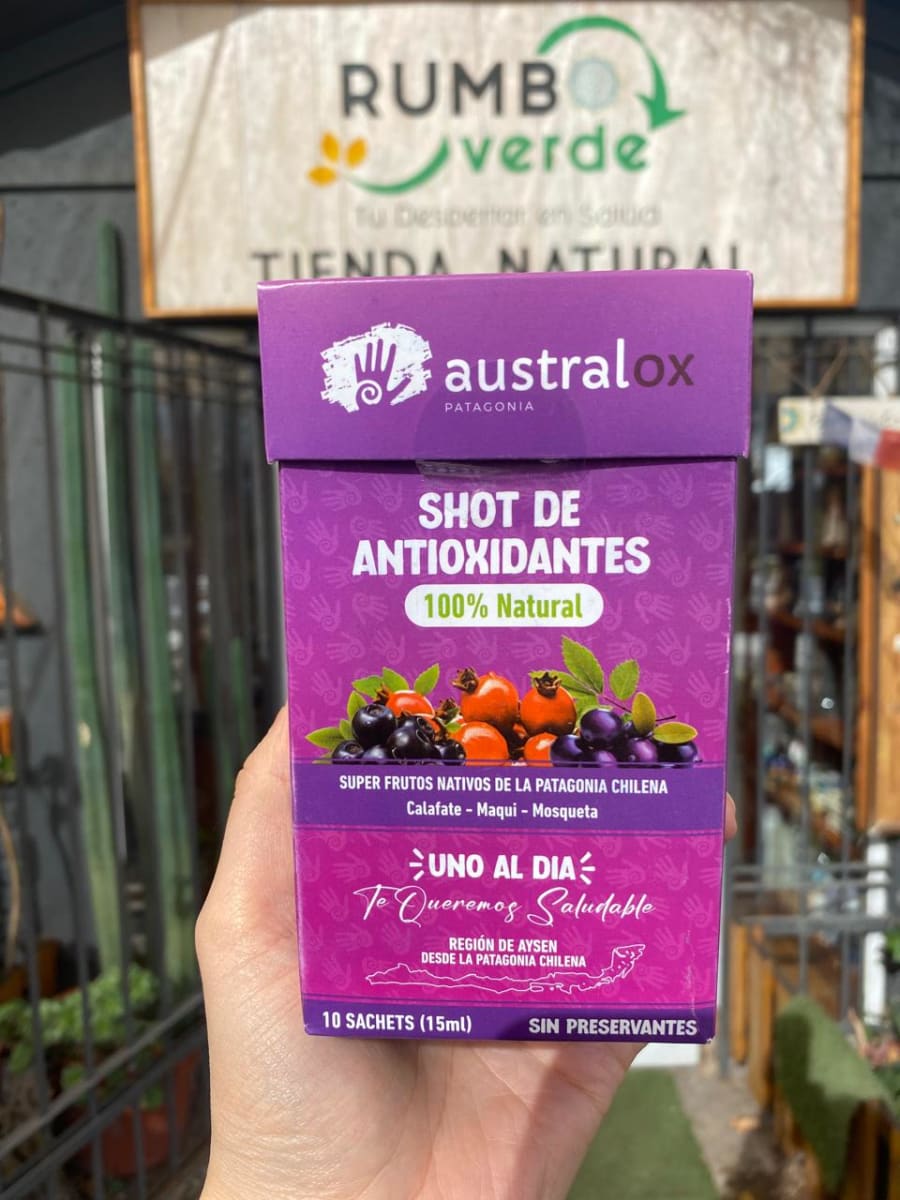 RUMBO
verde
Tu Despertar en Salud
TIENDA NATURAL
australox
PATAGONIA
SHOT DE
ANTIOXIDANTES
100% Natural
SUPER FRUTOS NATIVOS DE LA PATAGONIA CHILENA
Calafate - Maqui - Mosqueta
UNO AL DIA
Te Queremos Saludable
REGIÓN DE AYSEN
DESDE LA PATAGONIA CHILENA
10 SACHETS (15ml)
SIN PRESERVANTES